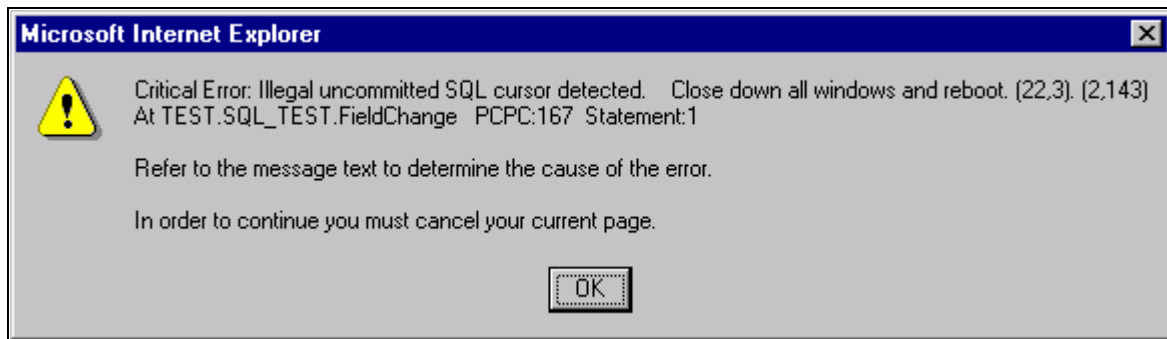 Microsoft Internet Explorer
Critical Error: Illegal uncommitted SQL cursor detected.   Close down all windows and reboot. (22,3). (2,143)
At TEST.SQL_TEST.FieldChange   PCPC:167  Statement:1
Refer to the message text to determine the cause of the error.
In order to continue you must cancel your current page.
OK